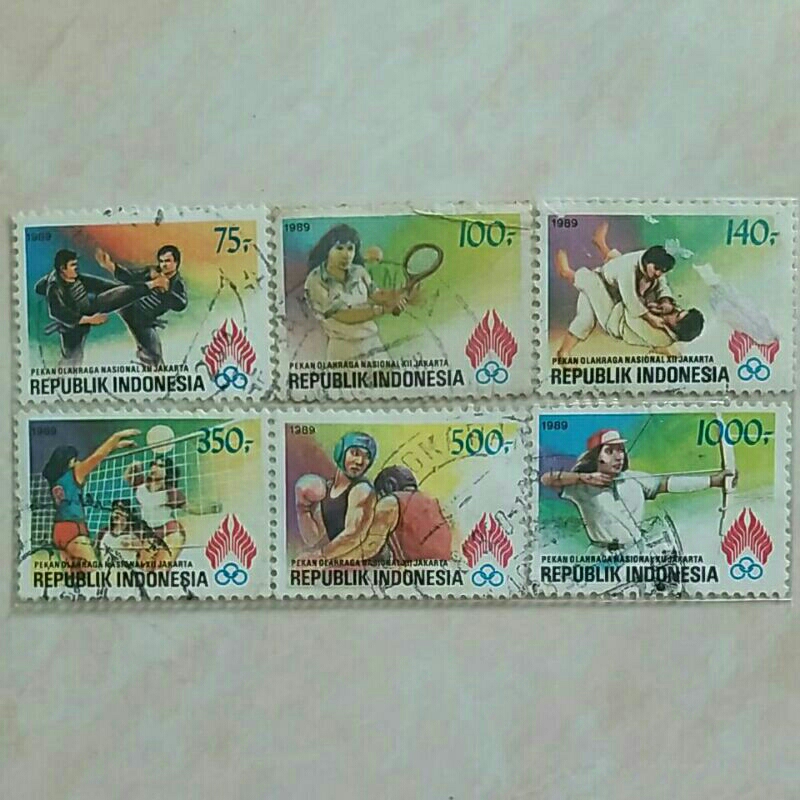 1989
75,-
PEKAN OLAHRAGA NASIONAL XII JAKARTA
REPUBLIK INDONESIA
1989
100,-
PEKAN OLAHRAGA NASIONAL XII JAKARTA
REPUBLIK INDONESIA
1989
140,-
PEKAN OLAHRAGA NASIONAL XII JAKARTA
REPUBLIK INDONESIA
1989
350,-
PEKAN OLAHRAGA NASIONAL XII JAKARTA
REPUBLIK INDONESIA
1989
500,-
PEKAN OLAHRAGA NASIONAL XII JAKARTA
REPUBLIK INDONESIA
1989
1000,-
PEKAN OLAHRAGA NASIONAL XII JAKARTA
REPUBLIK INDONESIA